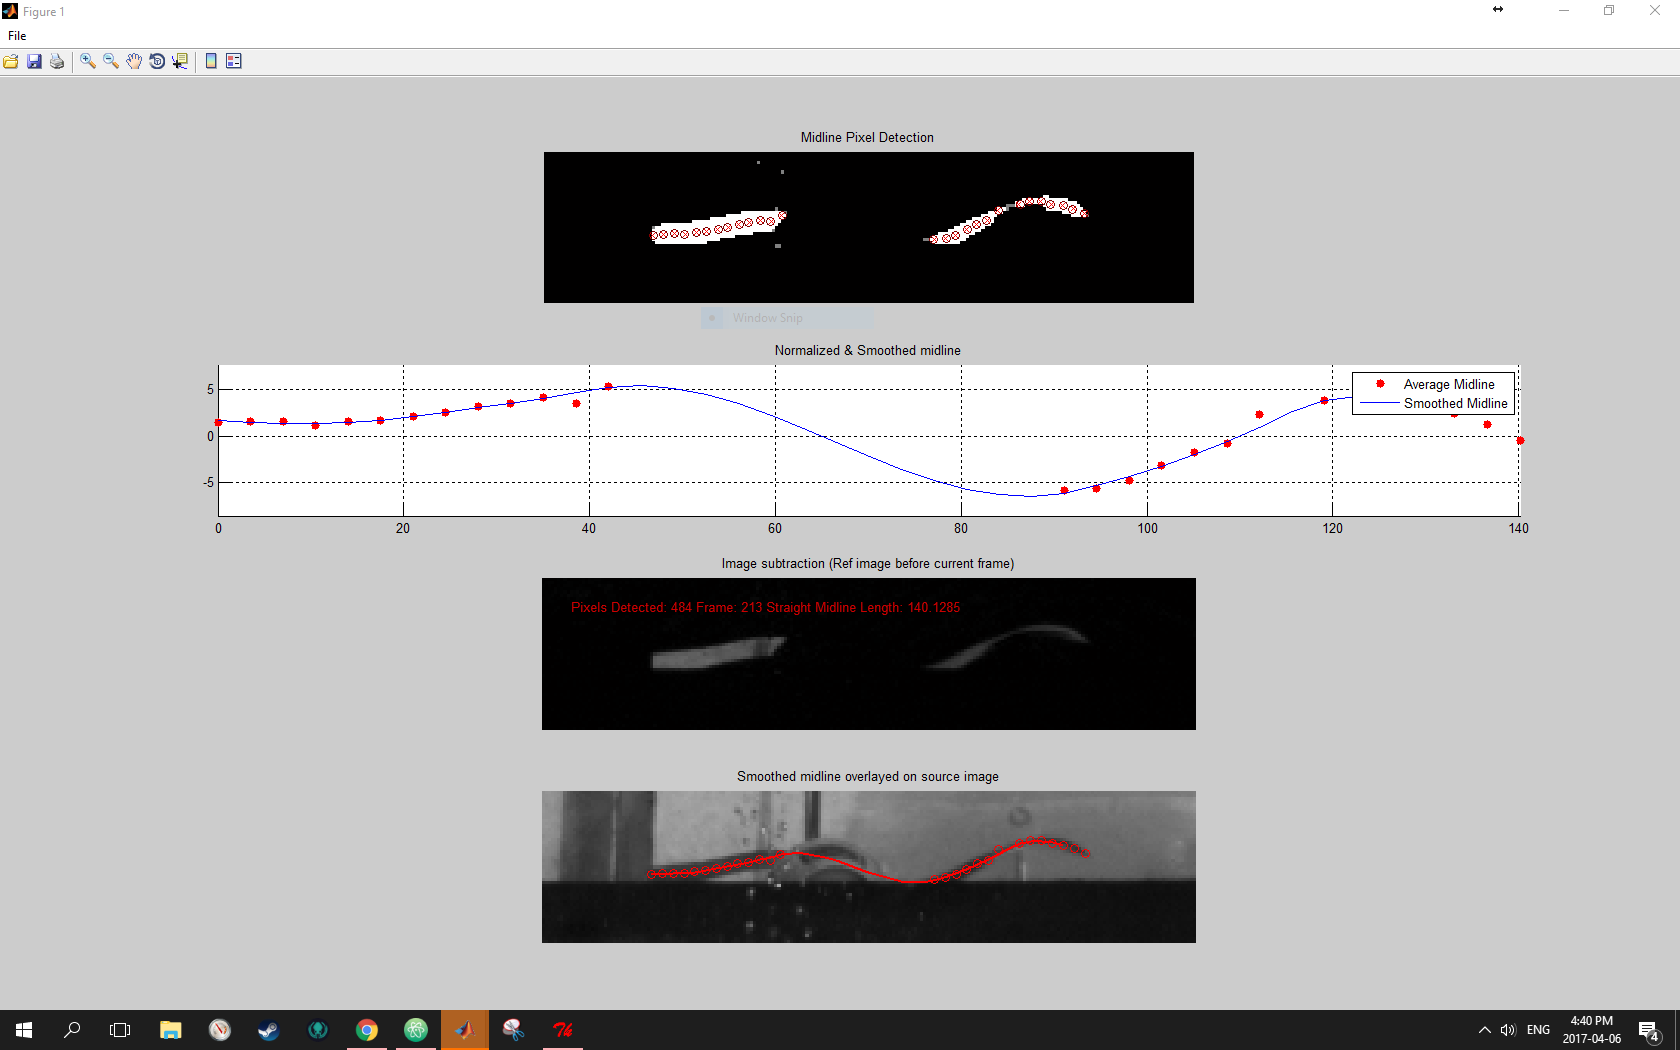 Figure 1
File
Midline Pixel Detection
Window Snip
Normalized & Smoothed midline
5
0
-5
0 20 40 60 80 100 120 140
Average Midline
Smoothed Midline
Image subtraction (Ref image before current frame)
Pixels Detected: 484 Frame: 213 Straight Midline Length: 140.1285
Smoothed midline overlayed on source image
ENG
4:40 PM
2017-04-06
4